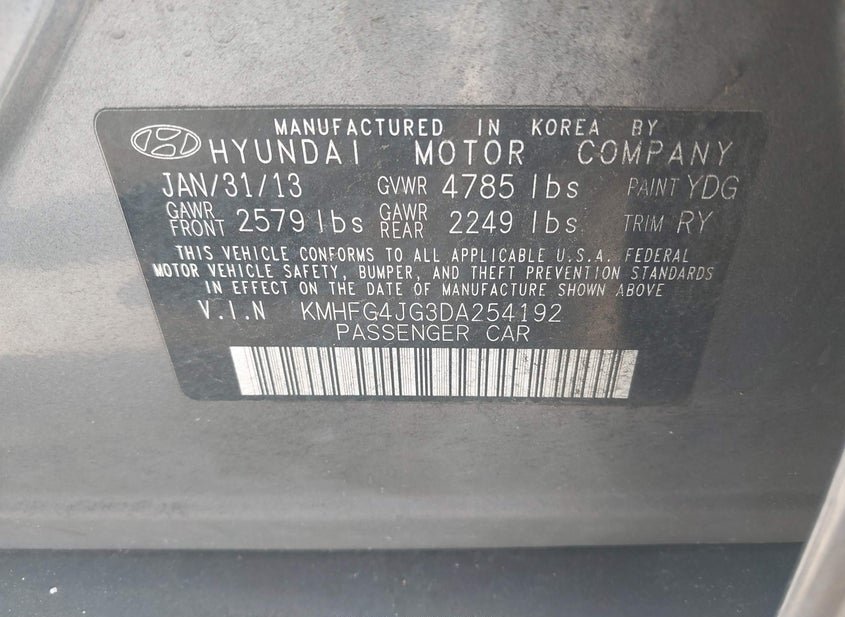 MANUFACTURED IN KOREA BY
HYUNDAI MOTOR COMPANY
JAN/31/13 GVWR 4785 lbs PAINT YDG
GAWR FRONT 2579 lbs GAWR REAR 2249 lbs TRIM RY
THIS VEHICLE CONFORMS TO ALL APPLICABLE U.S.A. FEDERAL
MOTOR VEHICLE SAFETY, BUMPER, AND THEFT PREVENTION STANDARDS
IN EFFECT ON THE DATE OF MANUFACTURE SHOWN ABOVE
V.I.N KMHFG4JG3DA254192
PASSENGER CAR